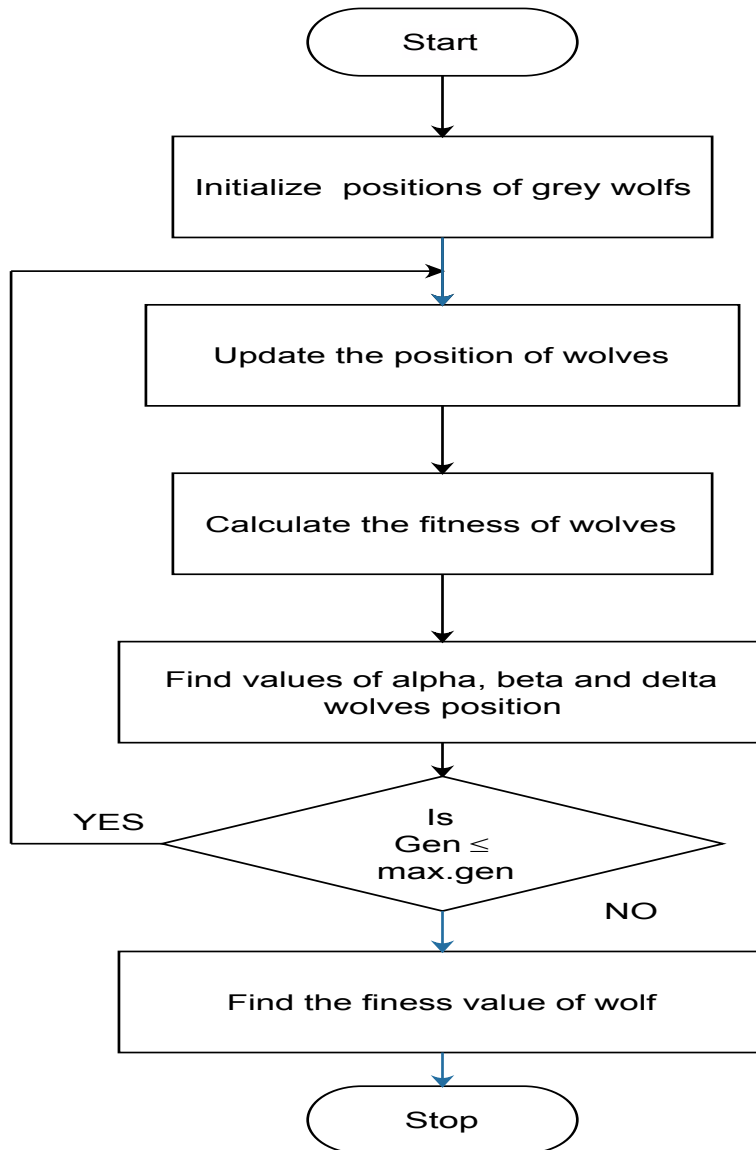 Start
Initialize positions of grey wolfs
Update the position of wolves
Calculate the fitness of wolves
Find values of alpha, beta and delta
wolves position
YES
Is
Gen ≤
max.gen
NO
Find the finess value of wolf
Stop